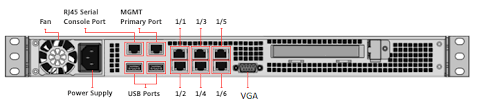 RJ45 Serial MGMT
Fan Console Port Primary Port 1/1 1/3 1/5
Power Supply USB Ports 1/2 1/4 1/6 VGA